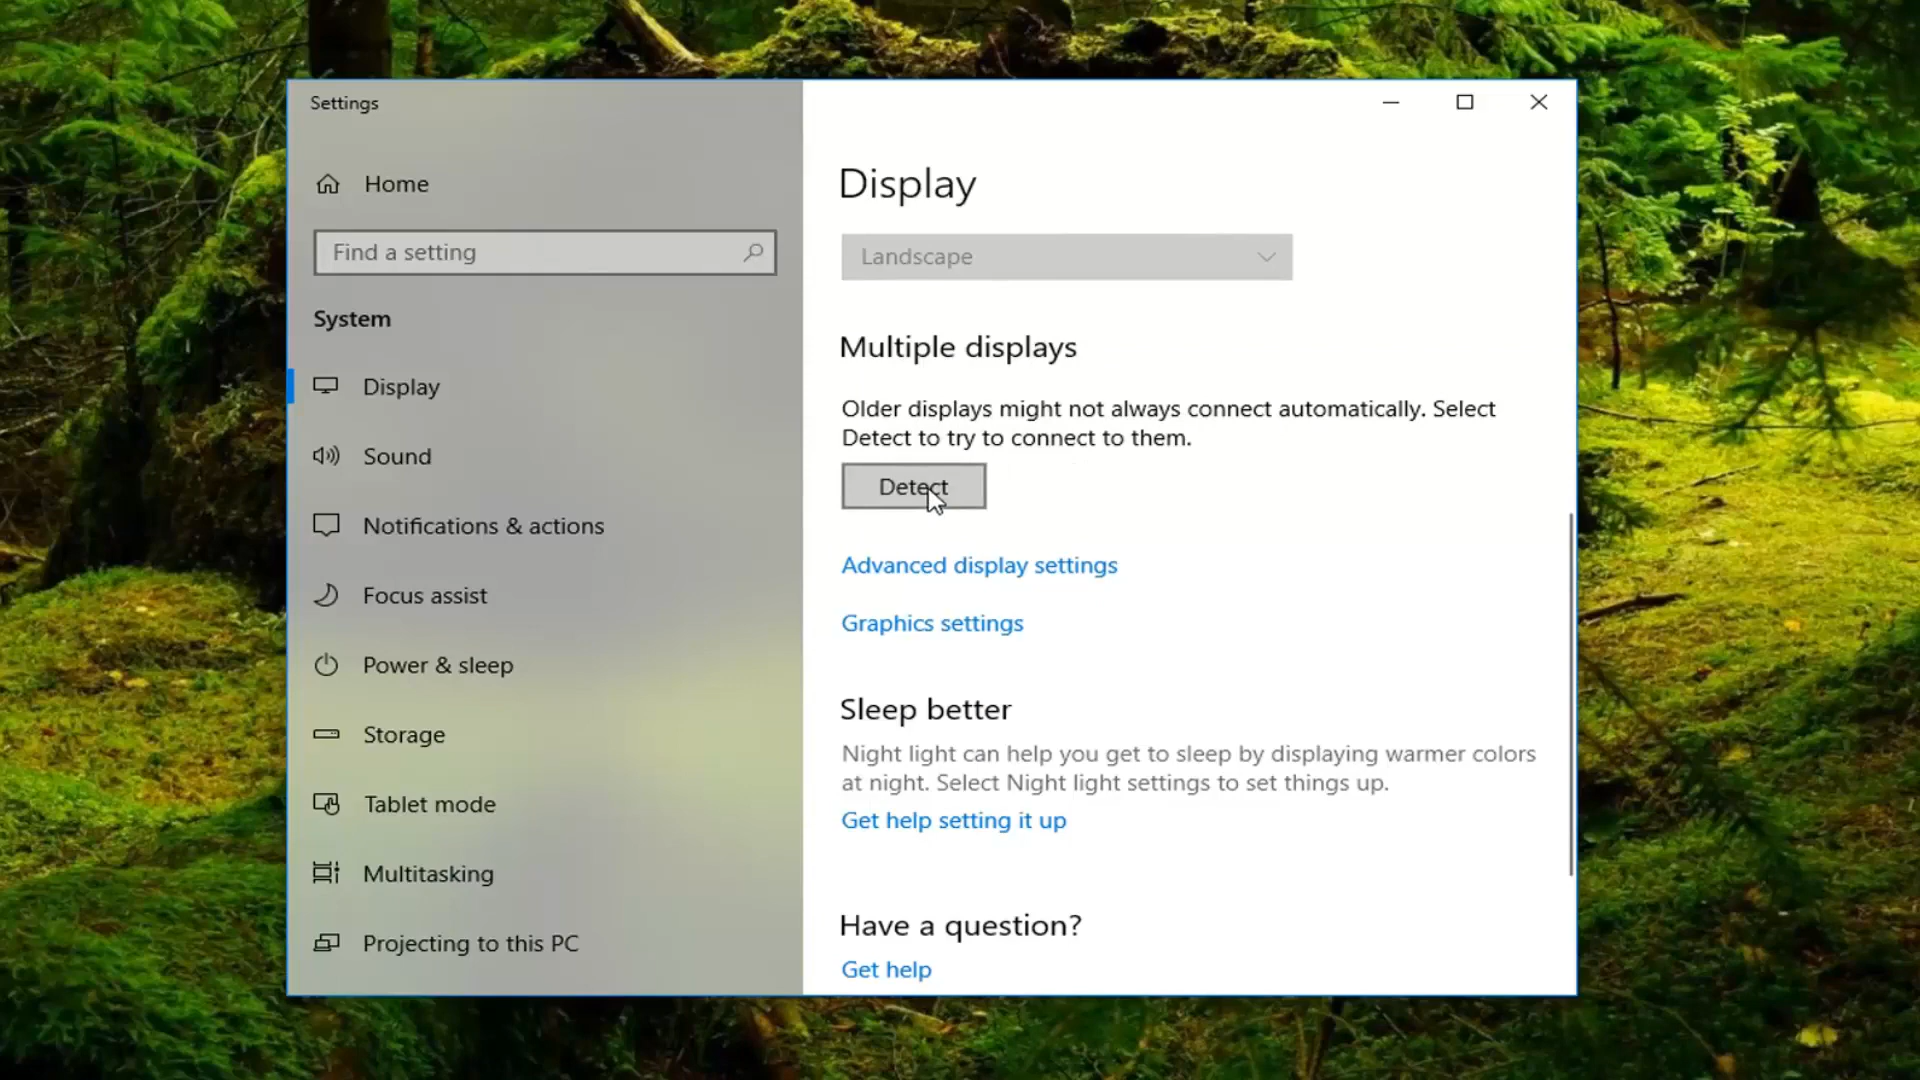 Settings
Home
Find a setting
System
Display
Sound
Notifications & actions
Focus assist
Power & sleep
Storage
Tablet mode
Multitasking
Projecting to this PC
Display
Landscape
Multiple displays
Older displays might not always connect automatically. Select
Detect to try to connect to them.
Detect
Advanced display settings
Graphics settings
Sleep better
Night light can help you get to sleep by displaying warmer colors
at night. Select Night light settings to set things up.
Get help setting it up
Have a question?
Get help